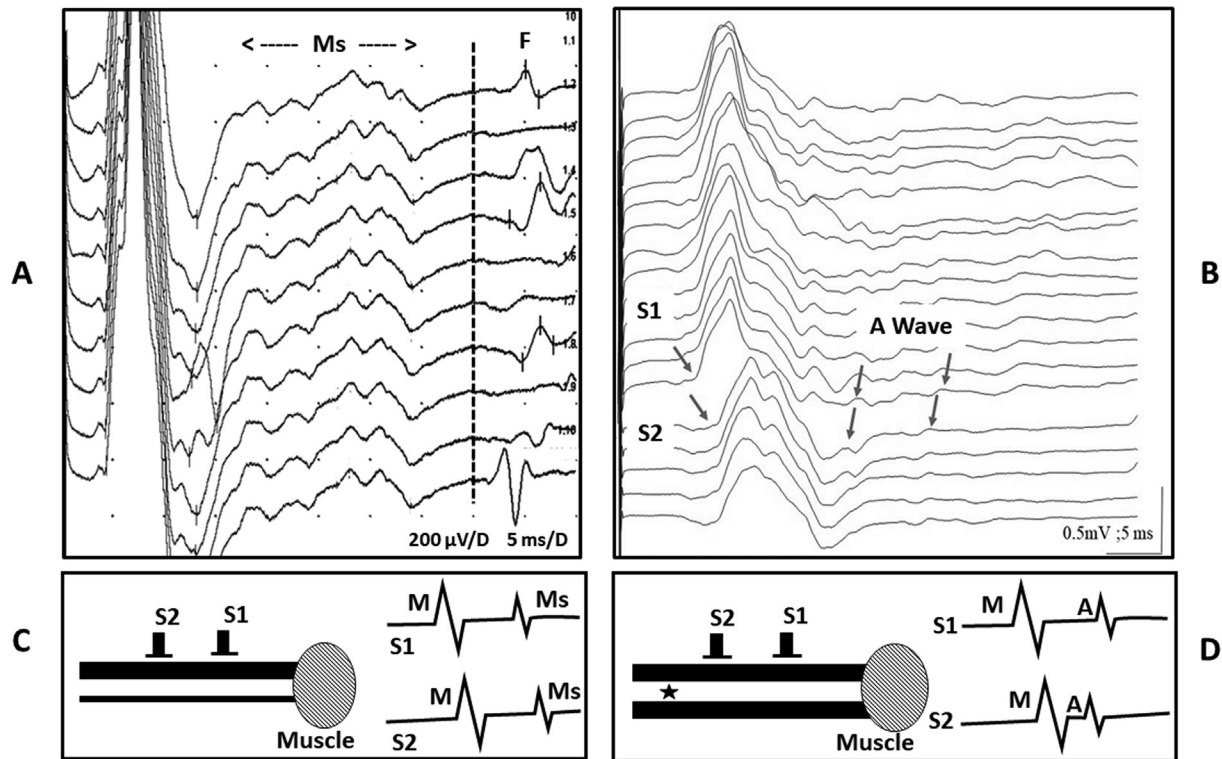 A
< ----- Ms ----- >
F
10
1.1
1.2
1.3
1.4
1.5
1.6
1.7
1.8
1.9
1.10
200 µV/D 5 ms/D
B
S1
A Wave
S2
0.5mV ;5 ms
C
S2 S1
Muscle
M Ms
S1
M Ms
S2
D
S2 S1
Muscle
M A
S1
M A
S2